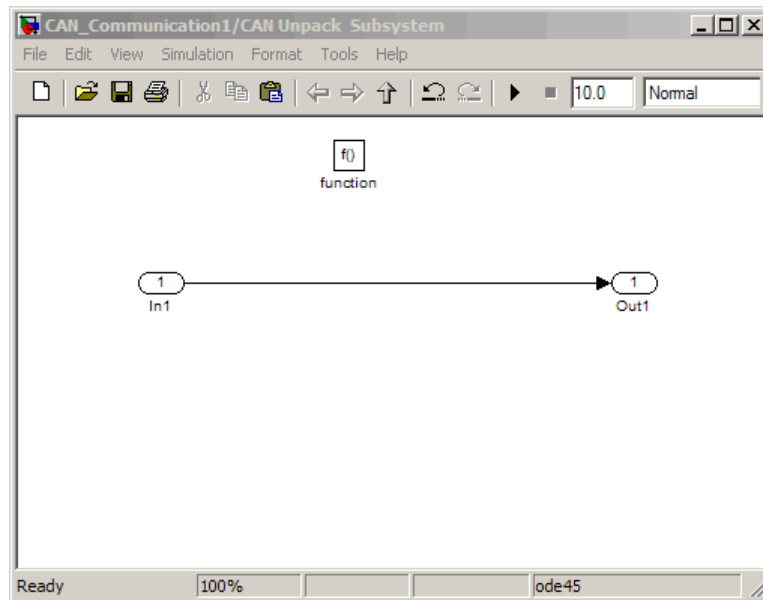 CAN_Communication1/CAN Unpack Subsystem
File Edit View Simulation Format Tools Help
10.0 Normal
f()
function
1 1
In1 Out1
Ready 100% ode45